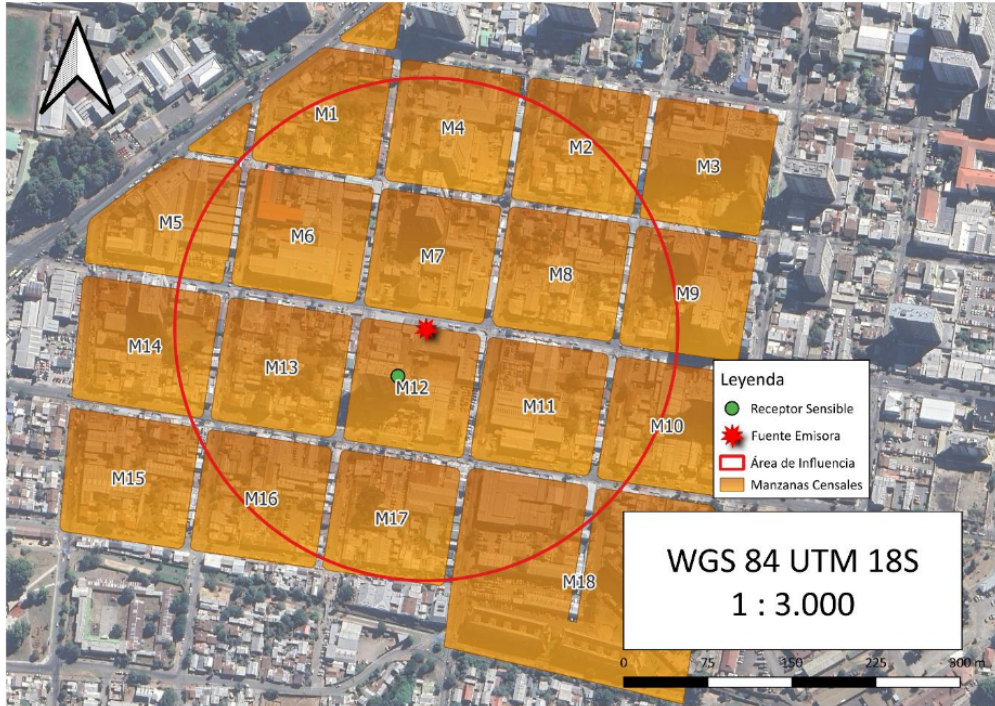 M1
M4
M2
M3
M5
M6
M7
M8
M9
M14
M13
M12
M11
M10
M15
M16
M17
M18
Leyenda
Receptor Sensible
Fuente Emisora
Área de Influencia
Manzanas Censales
WGS 84 UTM 18S
1 : 3.000
0 75 150 225 300 m